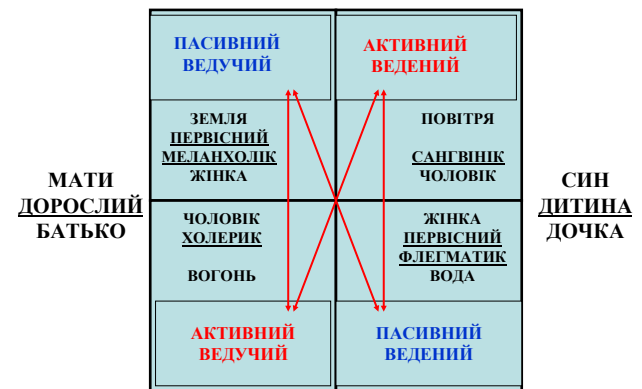 ПАСИВНИЙ
ВЕДУЧИЙ
АКТИВНИЙ
ВЕДЕНИЙ
ЗЕМЛЯ
ПЕРВІСНИЙ
МЕЛАНХОЛІК
ЖІНКА
ПОВІТРЯ
САНГВІНІК
ЧОЛОВІК
МАТИ
ДОРОСЛИЙ
БАТЬКО
СИН
ДИТИНА
ДОЧКА
ЧОЛОВІК
ХОЛЕРИК
ВОГОНЬ
ЖІНКА
ПЕРВІСНИЙ
ФЛЕГМАТИК
ВОДА
АКТИВНИЙ
ВЕДУЧИЙ
ПАСИВНИЙ
ВЕДЕНИЙ